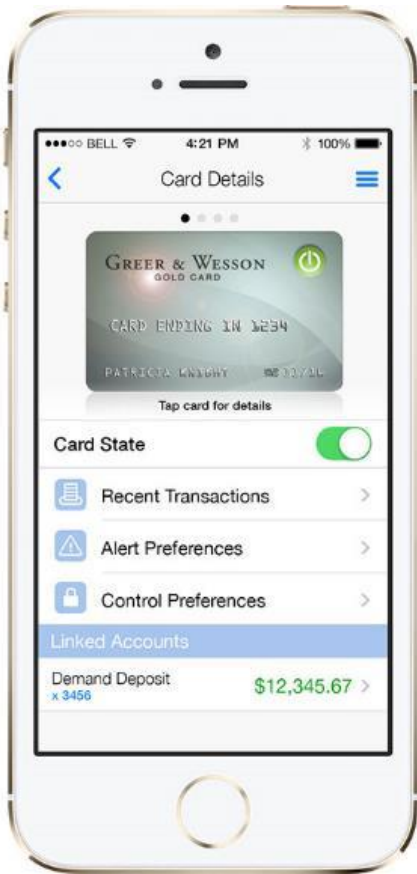 BELL 4:21 PM 100%
Card Details
GREER & WESSON
GOLD CARD
CARD ENDING IN 1234
PATRICIA KNIGHT
Tap card for details
Card State
Recent Transactions
Alert Preferences
Control Preferences
Linked Accounts
Demand Deposit
x 3456
$12,345.67